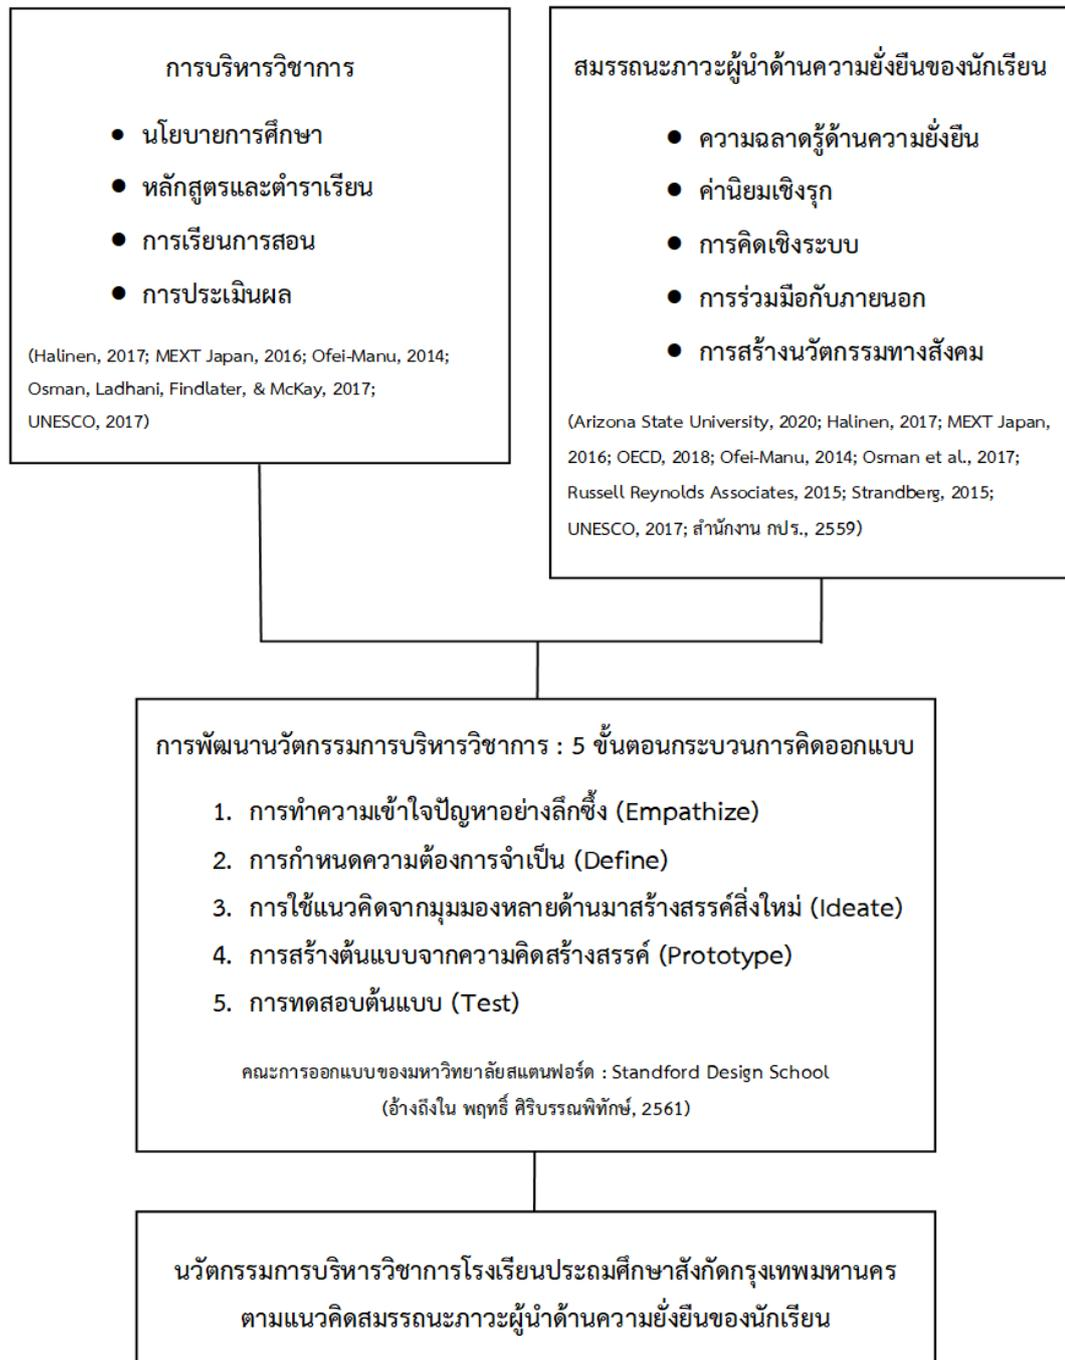 การบริหารวิชาการ
● นโยบายการศึกษา
● หลักสูตรและตำราเรียน
● การเรียนการสอน
● การประเมินผล
(Halinen, 2017; MEXT Japan, 2016; Ofei-Manu, 2014;
Osman, Ladhani, Findlater, & McKay, 2017;
UNESCO, 2017)
สมรรถนะภาวะผู้นำด้านความยั่งยืนของนักเรียน
● ความฉลาดรู้ด้านความยั่งยืน
● ค่านิยมเชิงรุก
● การคิดเชิงระบบ
● การร่วมมือกับภายนอก
● การสร้างนวัตกรรมทางสังคม
(Arizona State University, 2020; Halinen, 2017; MEXT Japan,
2016; OECD, 2018; Ofei-Manu, 2014; Osman et al., 2017;
Russell Reynolds Associates, 2015; Strandberg, 2015;
UNESCO, 2017; สำนักงาน กปร., 2559)
การพัฒนานวัตกรรมการบริหารวิชาการ : 5 ขั้นตอนกระบวนการคิดออกแบบ
1. การทำความเข้าใจปัญหาอย่างลึกซึ้ง (Empathize)
2. การกำหนดความต้องการจำเป็น (Define)
3. การใช้แนวคิดจากมุมมองหลายด้านมาสร้างสรรค์สิ่งใหม่ (Ideate)
4. การสร้างต้นแบบจากความคิดสร้างสรรค์ (Prototype)
5. การทดสอบต้นแบบ (Test)
คณะการออกแบบของมหาวิทยาลัยสแตนฟอร์ด : Standford Design School
(อ้างถึงใน พฤทธิ์ ศิริบรรณพิทักษ์, 2561)
นวัตกรรมการบริหารวิชาการโรงเรียนประถมศึกษาสังกัดกรุงเทพมหานคร
ตามแนวคิดสมรรถนะภาวะผู้นำด้านความยั่งยืนของนักเรียน